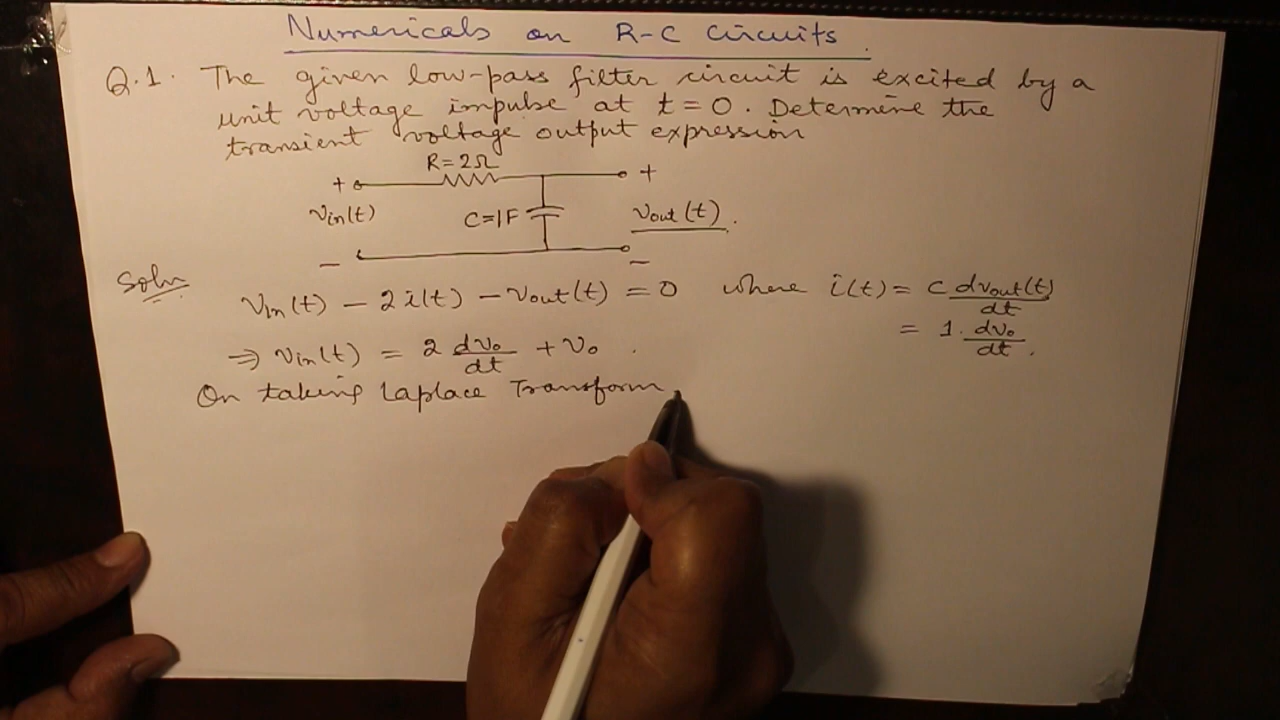 Numericals on R-C Circuits
Q.1. The given low-pass filter circuit is excited by a
unit voltage impulse at t = 0. Determine the
transient voltage output expression
R = 2Ω
+ +
Vin(t) C=1F Vout(t).
− −
Soln
Vin(t) − 2i(t) − Vout(t) = 0 where i(t) = C dvout(t)/dt
= 1. dvo/dt.
⇒ Vin(t) = 2 dvo/dt + Vo.
On taking Laplace Transform,